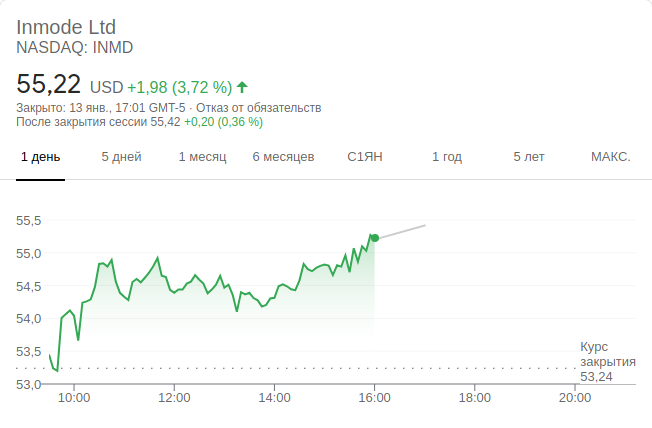 Inmode Ltd
NASDAQ: INMD
55,22 USD +1,98 (3,72 %)
Закрыто: 13 янв., 17:01 GMT-5 · Отказ от обязательств
После закрытия сессии 55,42 +0,20 (0,36 %)
1 день 5 дней 1 месяц 6 месяцев С1ЯН 1 год 5 лет МАКС.
55,5
55,0
54,5
54,0
53,5
53,0
Курс
закрытия
53,24
10:00 12:00 14:00 16:00 18:00 20:00